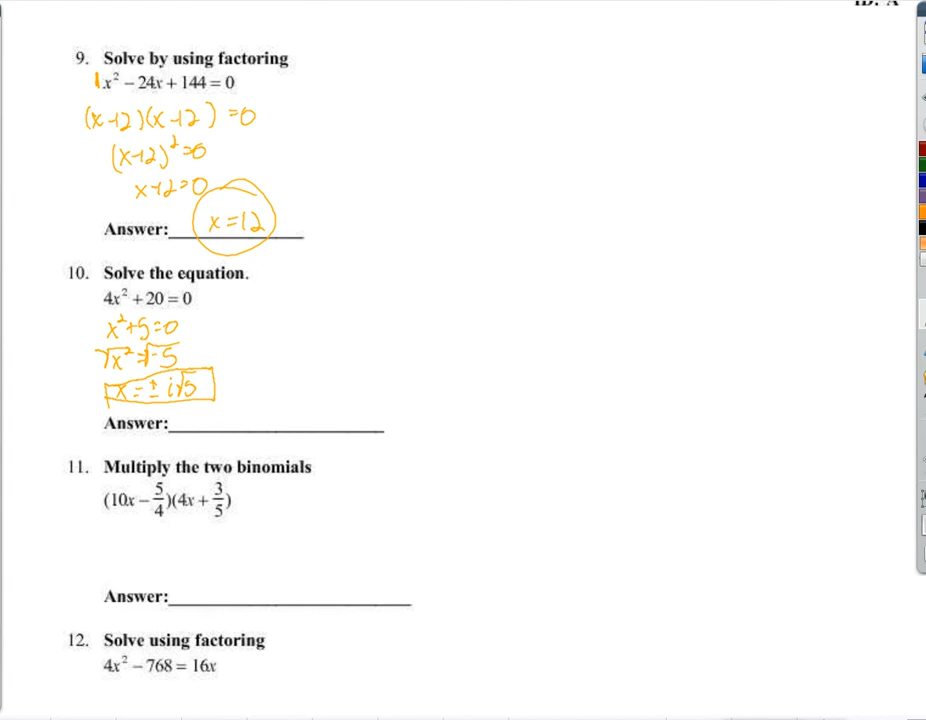 9. Solve by using factoring
1x² − 24x + 144 = 0
(x-12)(x-12) = 0
(x-12)² = 0
x-12 = 0
x = 12
Answer:
10. Solve the equation.
4x² + 20 = 0
x² + 5 = 0
√x² = √-5
x = ± i√5
Answer:
11. Multiply the two binomials
(10x − 5/4)(4x + 3/5)
Answer:
12. Solve using factoring
4x² − 768 = 16x